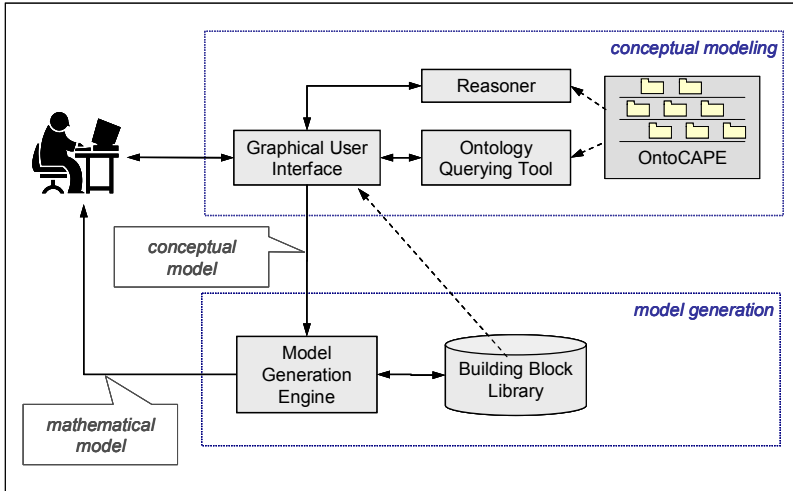 conceptual modeling
Reasoner
Graphical User
Interface
Ontology
Querying Tool
OntoCAPE
conceptual
model
model generation
Model
Generation
Engine
Building Block
Library
mathematical
model